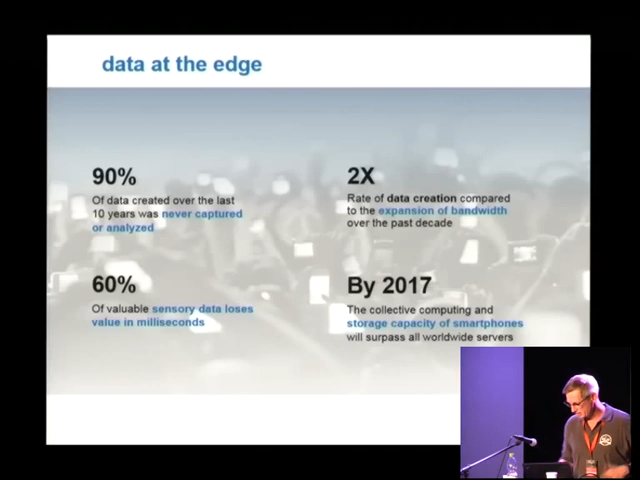 data at the edge
90%
Of data created over the last
10 years was never captured
or analyzed
2X
Rate of data creation compared
to the expansion of bandwidth
over the past decade
60%
Of valuable sensory data loses
value in milliseconds
By 2017
The collective computing and
storage capacity of smartphones
will surpass all worldwide servers